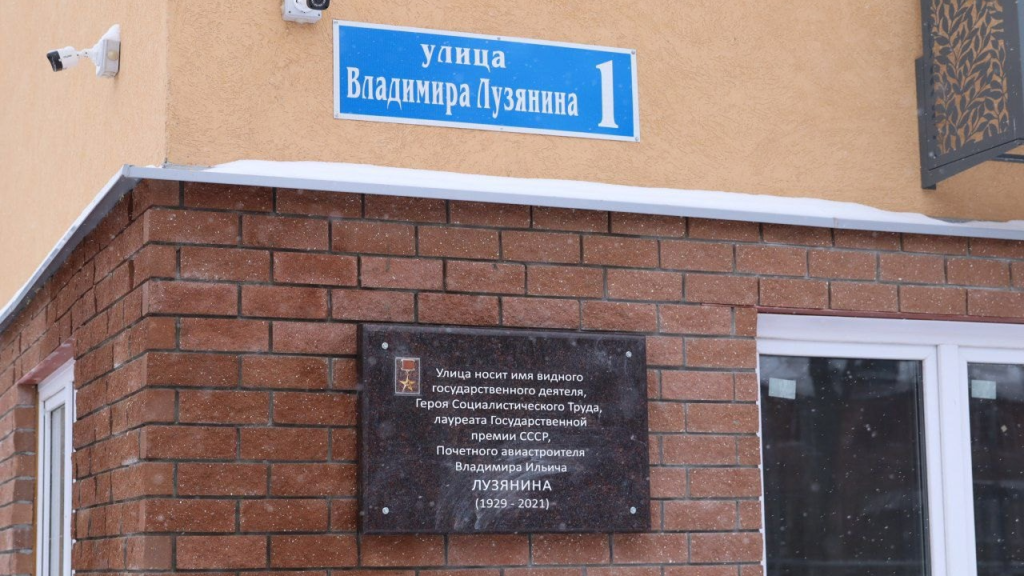 улица
Владимира Лузянина 1
Улица носит имя видного
государственного деятеля,
Героя Социалистического Труда,
лауреата Государственной
премии СССР,
Почетного авиастроителя
Владимира Ильича
ЛУЗЯНИНА
(1929 - 2021)